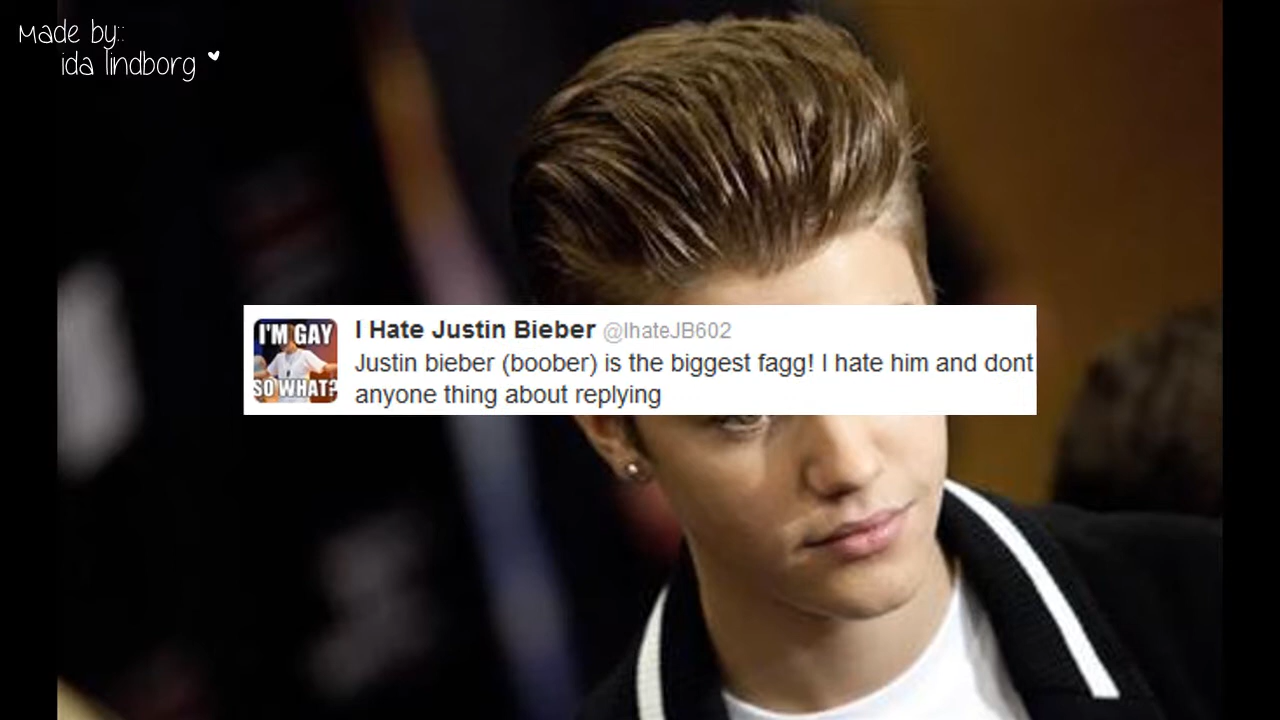 Made by::
ida lindborg
I'M GAY
SO WHAT?
I Hate Justin Bieber @IhateJB602
Justin bieber (boober) is the biggest fagg! I hate him and dont
anyone thing about replying